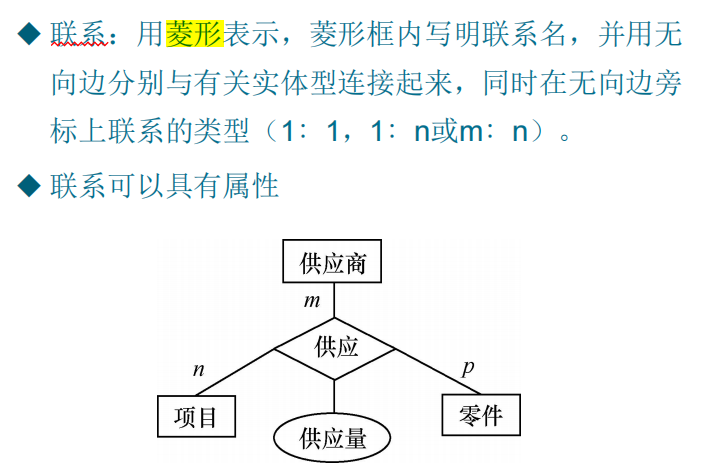 联系：用菱形表示，菱形框内写明联系名，并用无
向边分别与有关实体型连接起来，同时在无向边旁
标上联系的类型（1：1，1：n或m：n）。
联系可以具有属性
供应商
m
供应
n
p
项目
零件
供应量